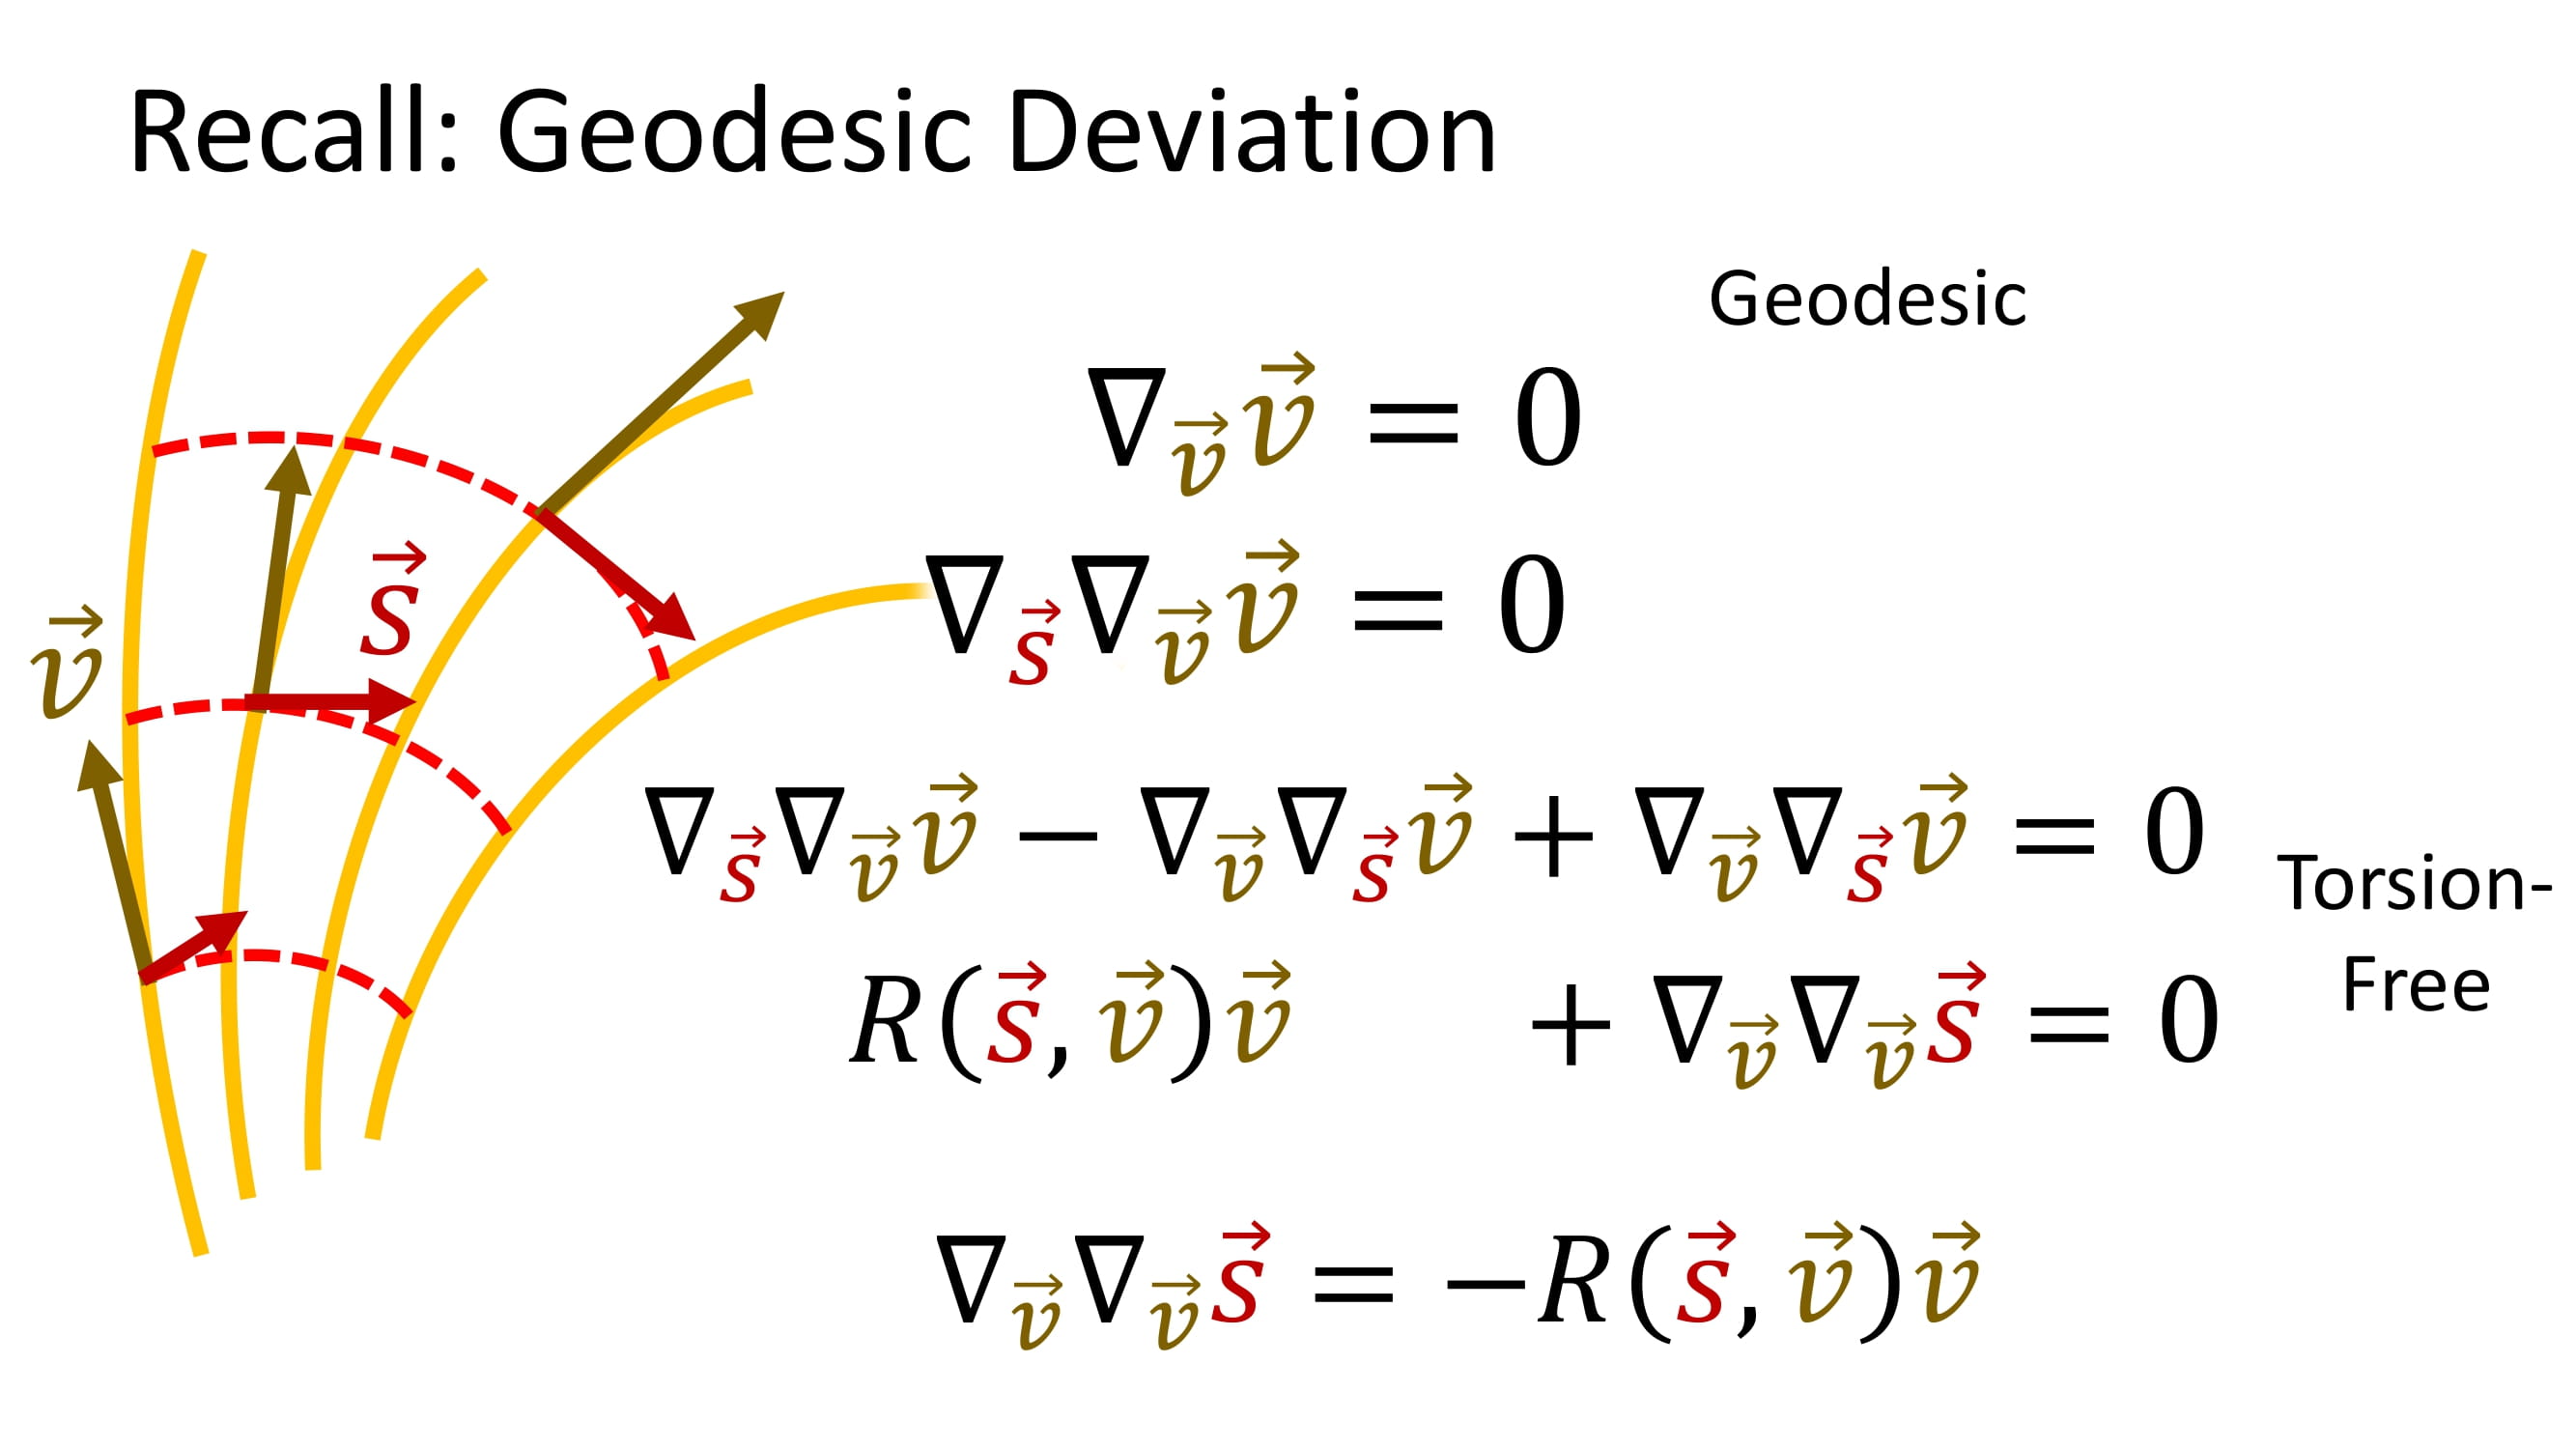 Recall: Geodesic Deviation
Geodesic
∇_v⃗ v⃗ = 0
s⃗
∇_s⃗ ∇_v⃗ v⃗ = 0
v⃗
∇_s⃗ ∇_v⃗ v⃗ − ∇_v⃗ ∇_s⃗ v⃗ + ∇_v⃗ ∇_s⃗ v⃗ = 0
Torsion-
Free
R(s⃗, v⃗)v⃗ + ∇_v⃗ ∇_v⃗ s⃗ = 0
∇_v⃗ ∇_v⃗ s⃗ = −R(s⃗, v⃗)v⃗